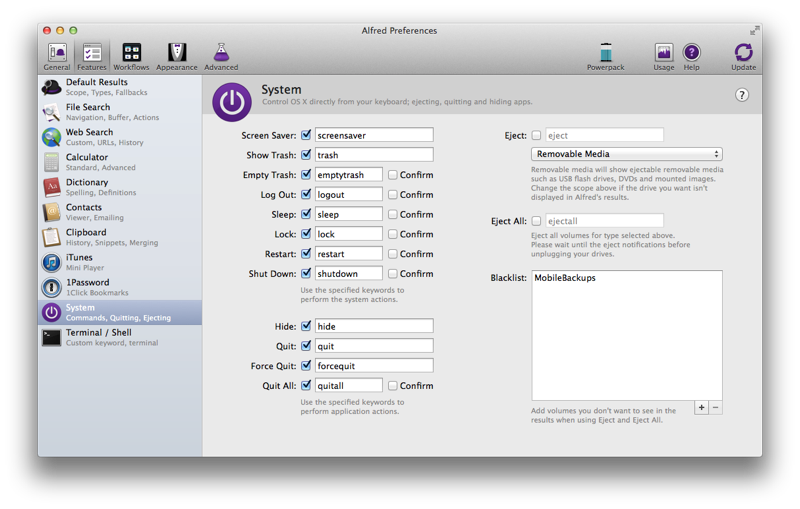 Alfred Preferences
General
Features
Workflows
Appearance
Advanced
Powerpack
Usage
Help
Update
Default Results
Scope, Types, Fallbacks
File Search
Navigation, Buffer, Actions
Web Search
Custom, URLs, History
Calculator
Standard, Advanced
Dictionary
Spelling, Definitions
Contacts
Viewer, Emailing
Clipboard
History, Snippets, Merging
iTunes
Mini Player
1Password
1Click Bookmarks
System
Commands, Quitting, Ejecting
Terminal / Shell
Custom keyword, terminal
System
Control OS X directly from your keyboard; ejecting, quitting and hiding apps.
?
Screen Saver: screensaver
Show Trash: trash
Empty Trash: emptytrash Confirm
Log Out: logout Confirm
Sleep: sleep Confirm
Lock: lock Confirm
Restart: restart Confirm
Shut Down: shutdown Confirm
Use the specified keywords to
perform the system actions.
Hide: hide
Quit: quit
Force Quit: forcequit
Quit All: quitall Confirm
Use the specified keywords to
perform application actions.
Eject: eject
Removable Media
Removable media will show ejectable removable media
such as USB flash drives, DVDs and mounted images.
Change the scope above if the drive you want isn't
displayed in Alfred's results.
Eject All: ejectall
Eject all volumes for type selected above.
Please wait until the eject notifications before
unplugging your drives.
Blacklist: MobileBackups
+ −
Add volumes you don't want to see in the
results when using Eject and Eject All.